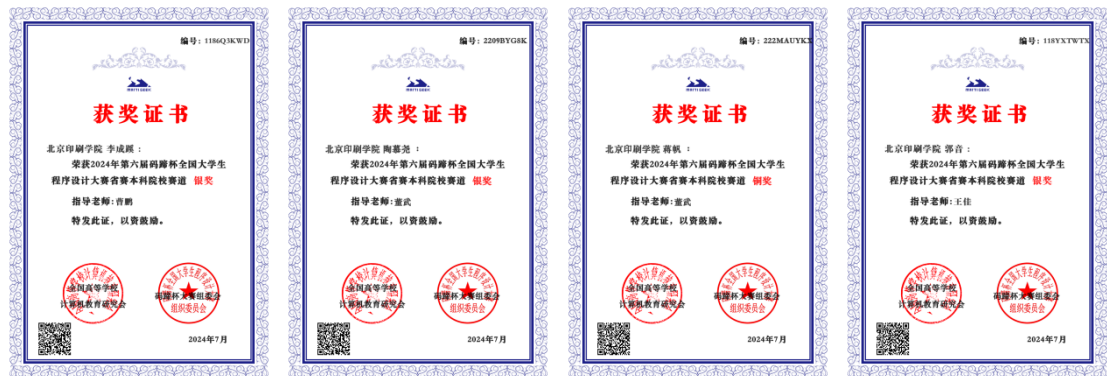 编号：1186Q3KWD
获奖证书
北京印刷学院 李成蹊：
荣获2024年第六届码蹄杯全国大学生
程序设计大赛省赛本科院校赛道 银奖
指导老师：曹鹏
特发此证，以资鼓励。
全国高等学校
计算机教育研究会
码蹄杯大赛组委会
组织委员会
2024年7月
编号：2209BYG8K
获奖证书
北京印刷学院 陶慕尧：
荣获2024年第六届码蹄杯全国大学生
程序设计大赛省赛本科院校赛道 银奖
指导老师：董武
特发此证，以资鼓励。
全国高等学校
计算机教育研究会
码蹄杯大赛组委会
组织委员会
2024年7月
编号：222MAUYKX
获奖证书
北京印刷学院 蒋帆：
荣获2024年第六届码蹄杯全国大学生
程序设计大赛省赛本科院校赛道 铜奖
指导老师：董武
特发此证，以资鼓励。
全国高等学校
计算机教育研究会
码蹄杯大赛组委会
组织委员会
2024年7月
编号：118YXTWTX
获奖证书
北京印刷学院 郭音：
荣获2024年第六届码蹄杯全国大学生
程序设计大赛省赛本科院校赛道 银奖
指导老师：王佳
特发此证，以资鼓励。
全国高等学校
计算机教育研究会
码蹄杯大赛组委会
组织委员会
2024年7月